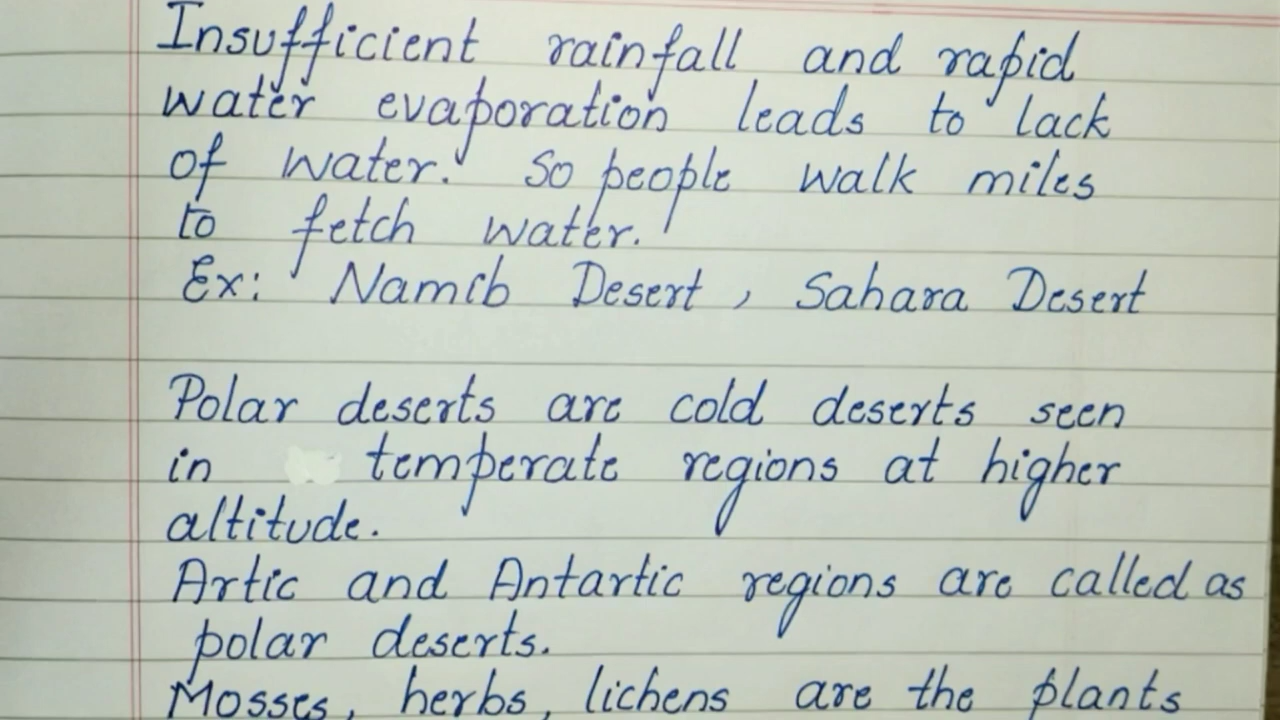 Insufficient rainfall and rapid
water evaporation leads to lack
of water. So people walk miles
to fetch water.
Ex: Namib Desert, Sahara Desert
Polar deserts are cold deserts seen
in temperate regions at higher
altitude.
Artic and Antartic regions are called as
polar deserts.
Mosses, herbs, lichens are the plants